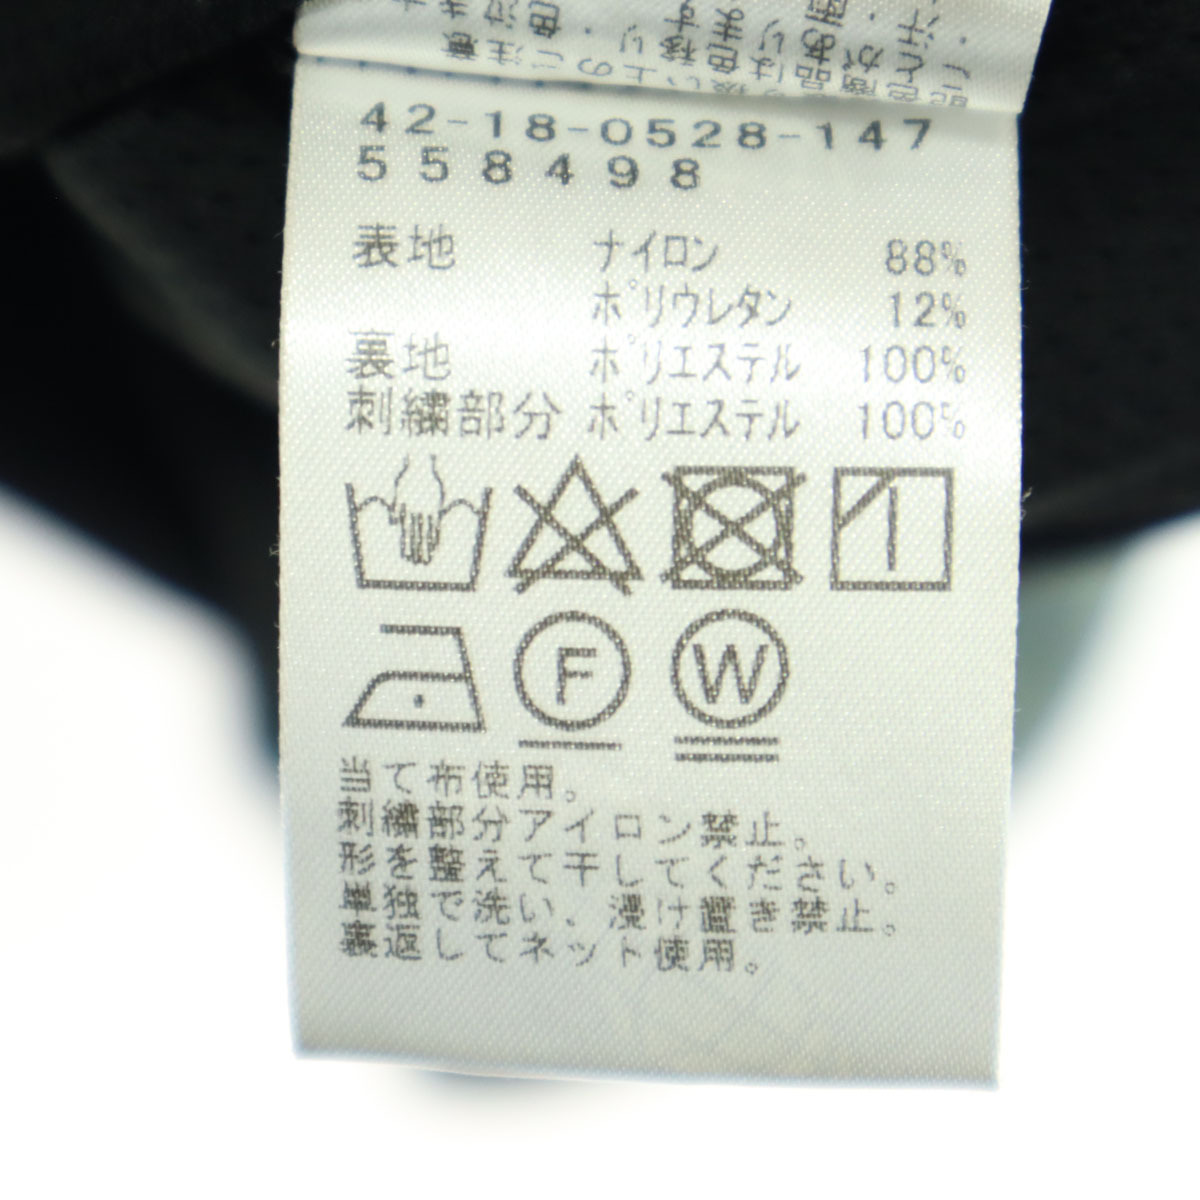 42-18-0528-147
558498
表地 ナイロン 88%
ポリウレタン 12%
裏地 ポリエステル 100%
刺繍部分 ポリエステル 100%
F W
当て布使用。
刺繍部分アイロン禁止。
形を整えて干してください。
単独で洗い、浸け置き禁止。
裏返してネット使用。